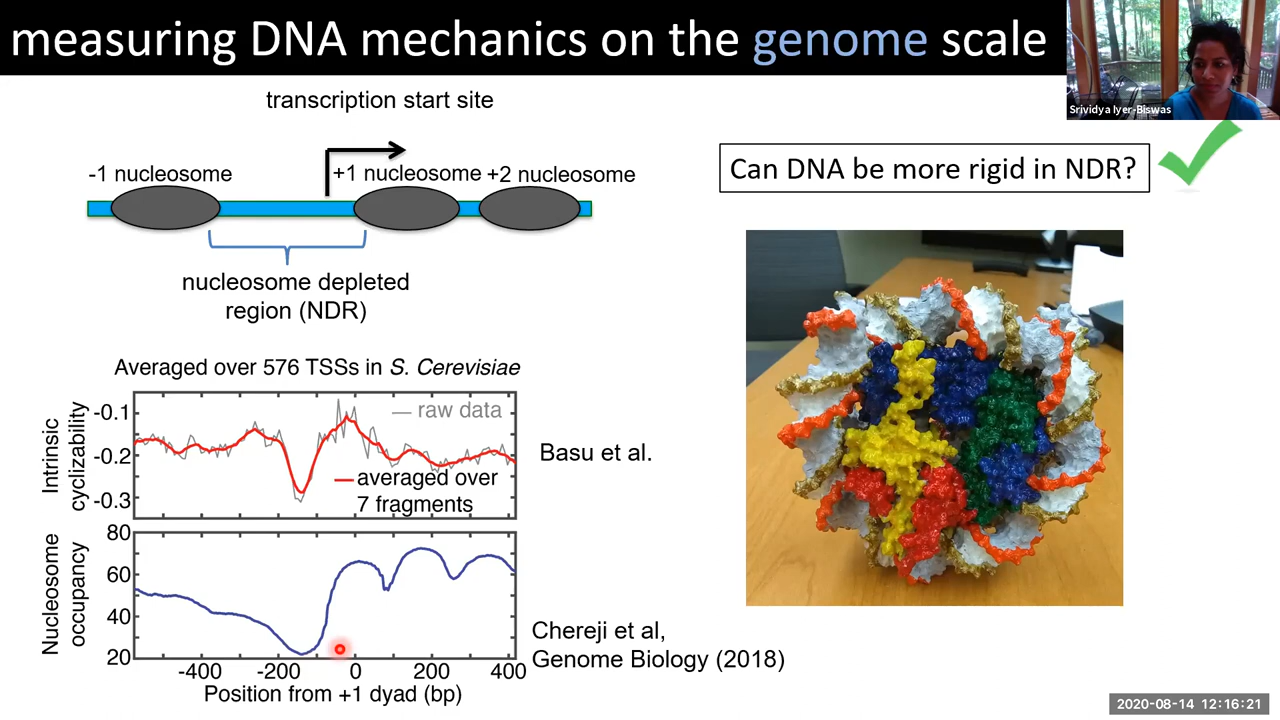 measuring DNA mechanics on the genome scale
Srividya Iyer-Biswas
transcription start site
-1 nucleosome
+1 nucleosome
+2 nucleosome
nucleosome depleted
region (NDR)
Can DNA be more rigid in NDR?
Averaged over 576 TSSs in S. Cerevisiae
Intrinsic
cyclizability
-0.1
-0.2
-0.3
raw data
averaged over
7 fragments
Basu et al.
Nucleosome
occupancy
80
60
40
20
-400
-200
0
200
400
Position from +1 dyad (bp)
Chereji et al,
Genome Biology (2018)
2020-08-14 12:16:21